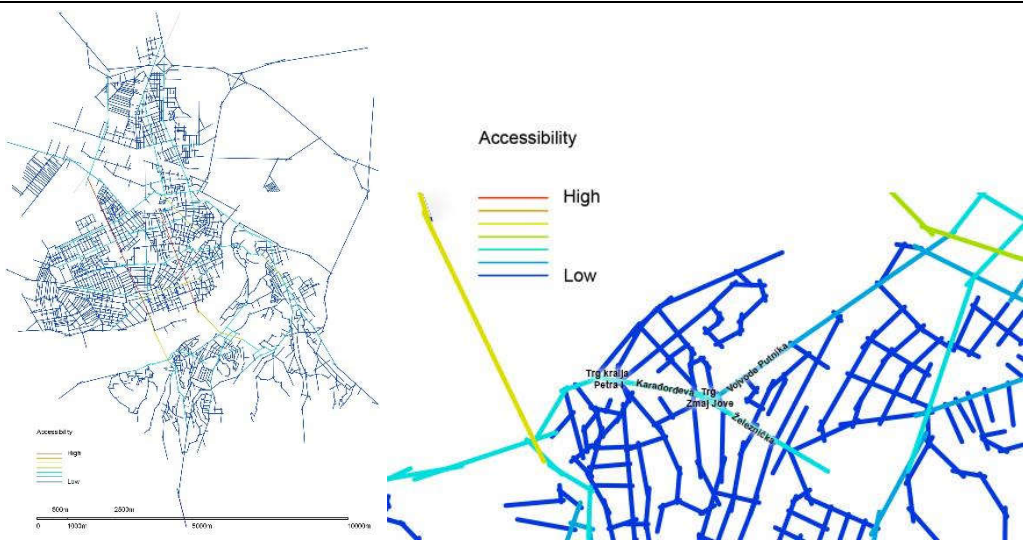 Accessibility
High
Low
500m 2500m
0 1000m 5000m 10000m
Accessibility
High
Low
Trg kralja
Petra I
Karađorđeva
Trg
Zmaj Jove
Vojvode Putnika
Železnička